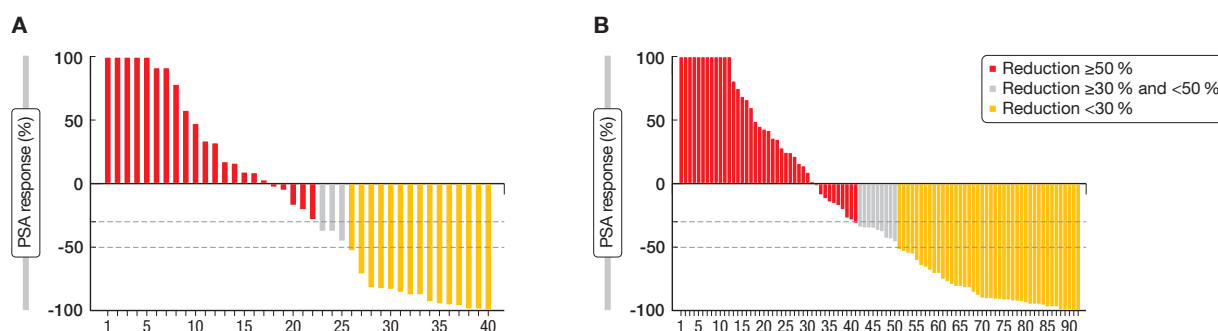 A
PSA response (%)
100
50
0
-50
-100
1 5 10 15 20 25 30 35 40
B
PSA response (%)
100
50
0
-50
-100
1 5 10 15 20 25 30 35 45 50 55 60 65 70 75 80 85 90
Reduction ≥50 %
Reduction ≥30 % and <50 %
Reduction <30 %